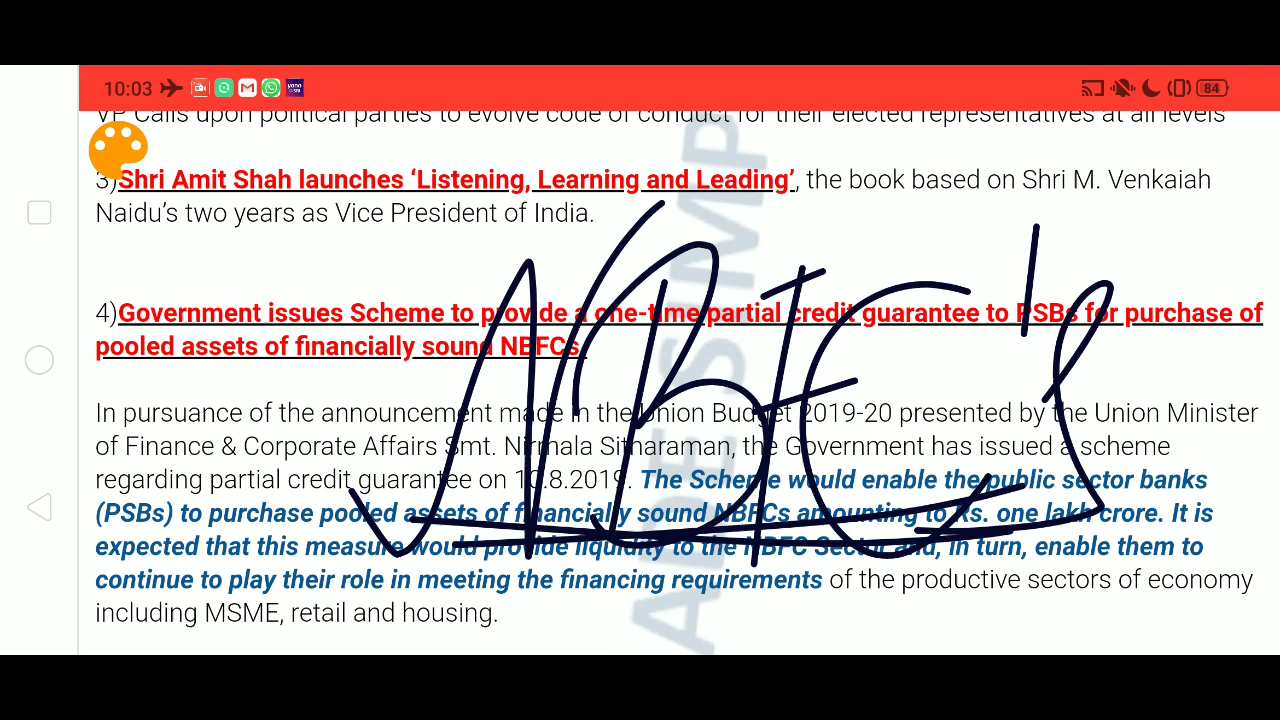 10:03
84
VP Calls upon political parties to evolve code of conduct for their elected representatives at all levels
3)Shri Amit Shah launches ‘Listening, Learning and Leading’, the book based on Shri M. Venkaiah
Naidu’s two years as Vice President of India.
4)Government issues Scheme to provide a one-time partial credit guarantee to PSBs for purchase of
pooled assets of financially sound NBFCs.
In pursuance of the announcement made in the Union Budget 2019-20 presented by the Union Minister
of Finance & Corporate Affairs Smt. Nirmala Sitharaman, the Government has issued a scheme
regarding partial credit guarantee on 10.8.2019. The Scheme would enable the public sector banks
(PSBs) to purchase pooled assets of financially sound NBFCs amounting to Rs. one lakh crore. It is
expected that this measure would provide liquidity to the NBFC Sector and, in turn, enable them to
continue to play their role in meeting the financing requirements of the productive sectors of economy
including MSME, retail and housing.
NBFC's